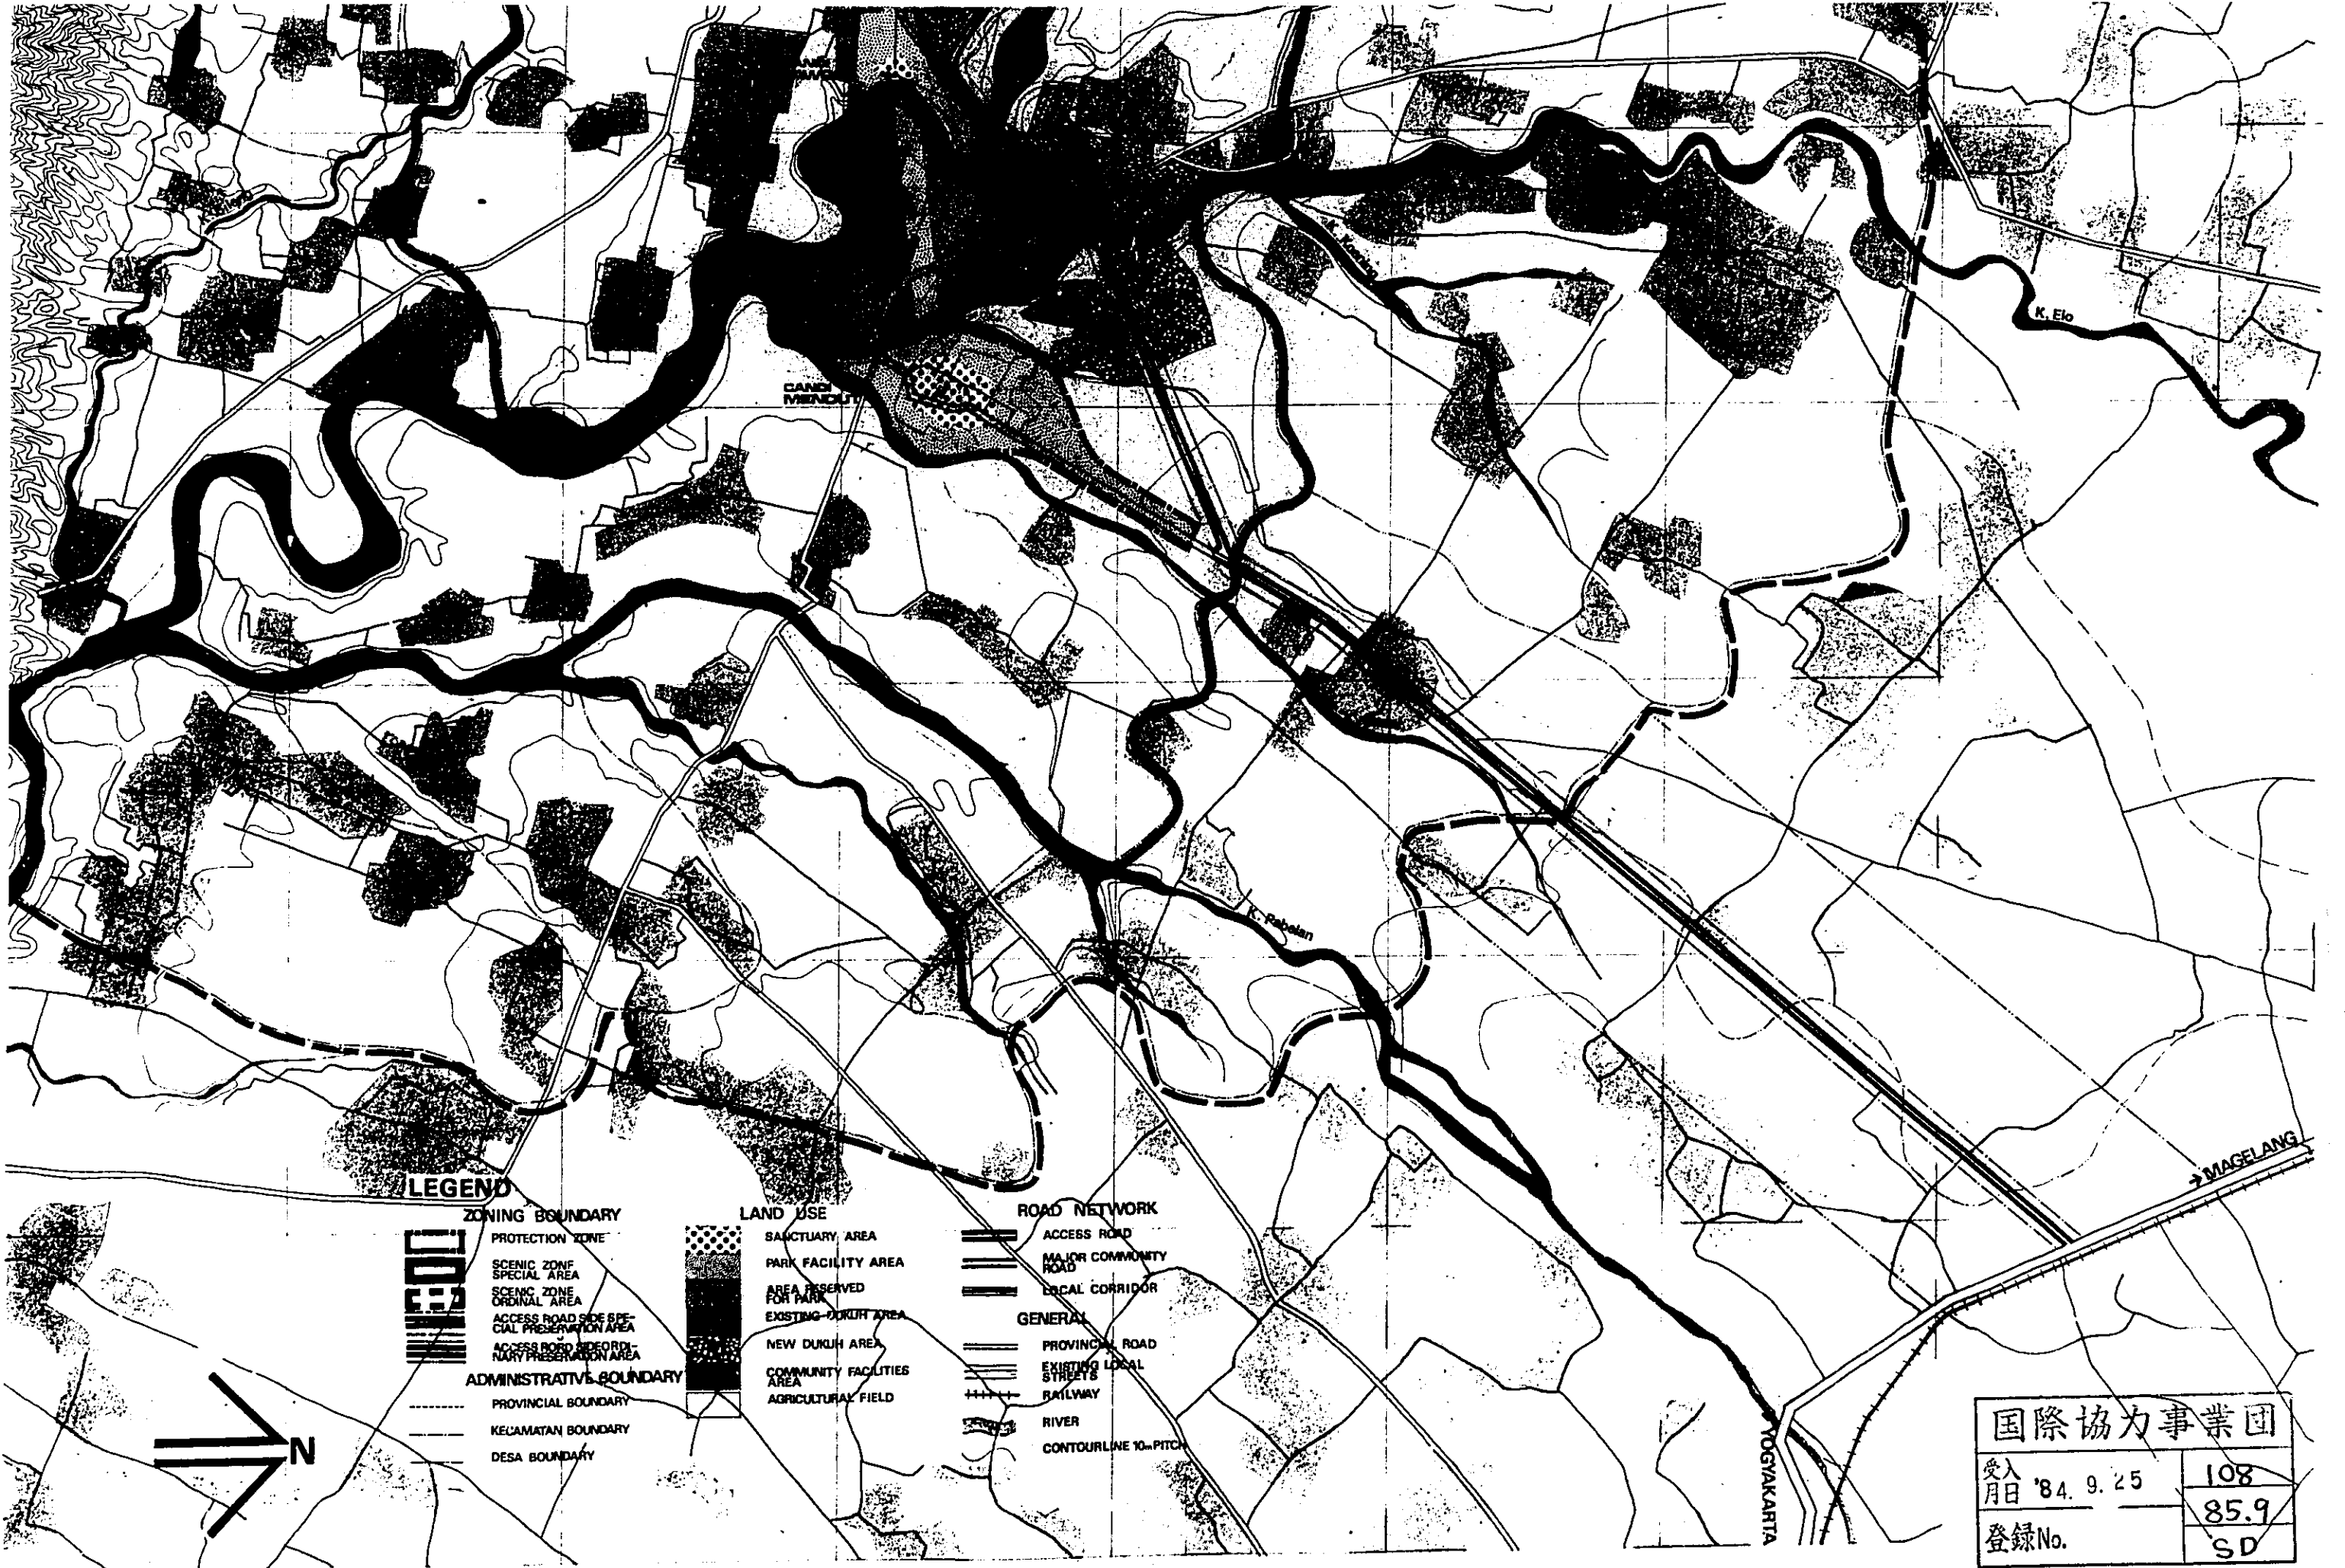 CANDI
MENDUT
K. Elo
K. Pabelan
→ MAGELANG
YOGYAKARTA
N
LEGEND
ZONING BOUNDARY
PROTECTION ZONE
SCENIC ZONE
SPECIAL AREA
SCENIC ZONE
ORDINAL AREA
ACCESS ROAD SIDE SPE-
CIAL PRESERVATION AREA
ACCESS RORD SIDE ORDI-
NARY PRESERVATION AREA
ADMINISTRATIVE BOUNDARY
PROVINCIAL BOUNDARY
KECAMATAN BOUNDARY
DESA BOUNDARY
LAND USE
SANCTUARY AREA
PARK FACILITY AREA
AREA RESERVED
FOR PARK
EXISTING DUKUH AREA
NEW DUKUH AREA
COMMUNITY FACILITIES
AREA
AGRICULTURAL FIELD
ROAD NETWORK
ACCESS ROAD
MAJOR COMMUNITY
ROAD
LOCAL CORRIDOR
GENERAL
PROVINCIAL ROAD
EXISTING LOCAL
STREETS
RAILWAY
RIVER
CONTOURLINE 10m PITCH
国際協力事業団
受入
月日 '84. 9. 25
108
85.9
登録No.
SD